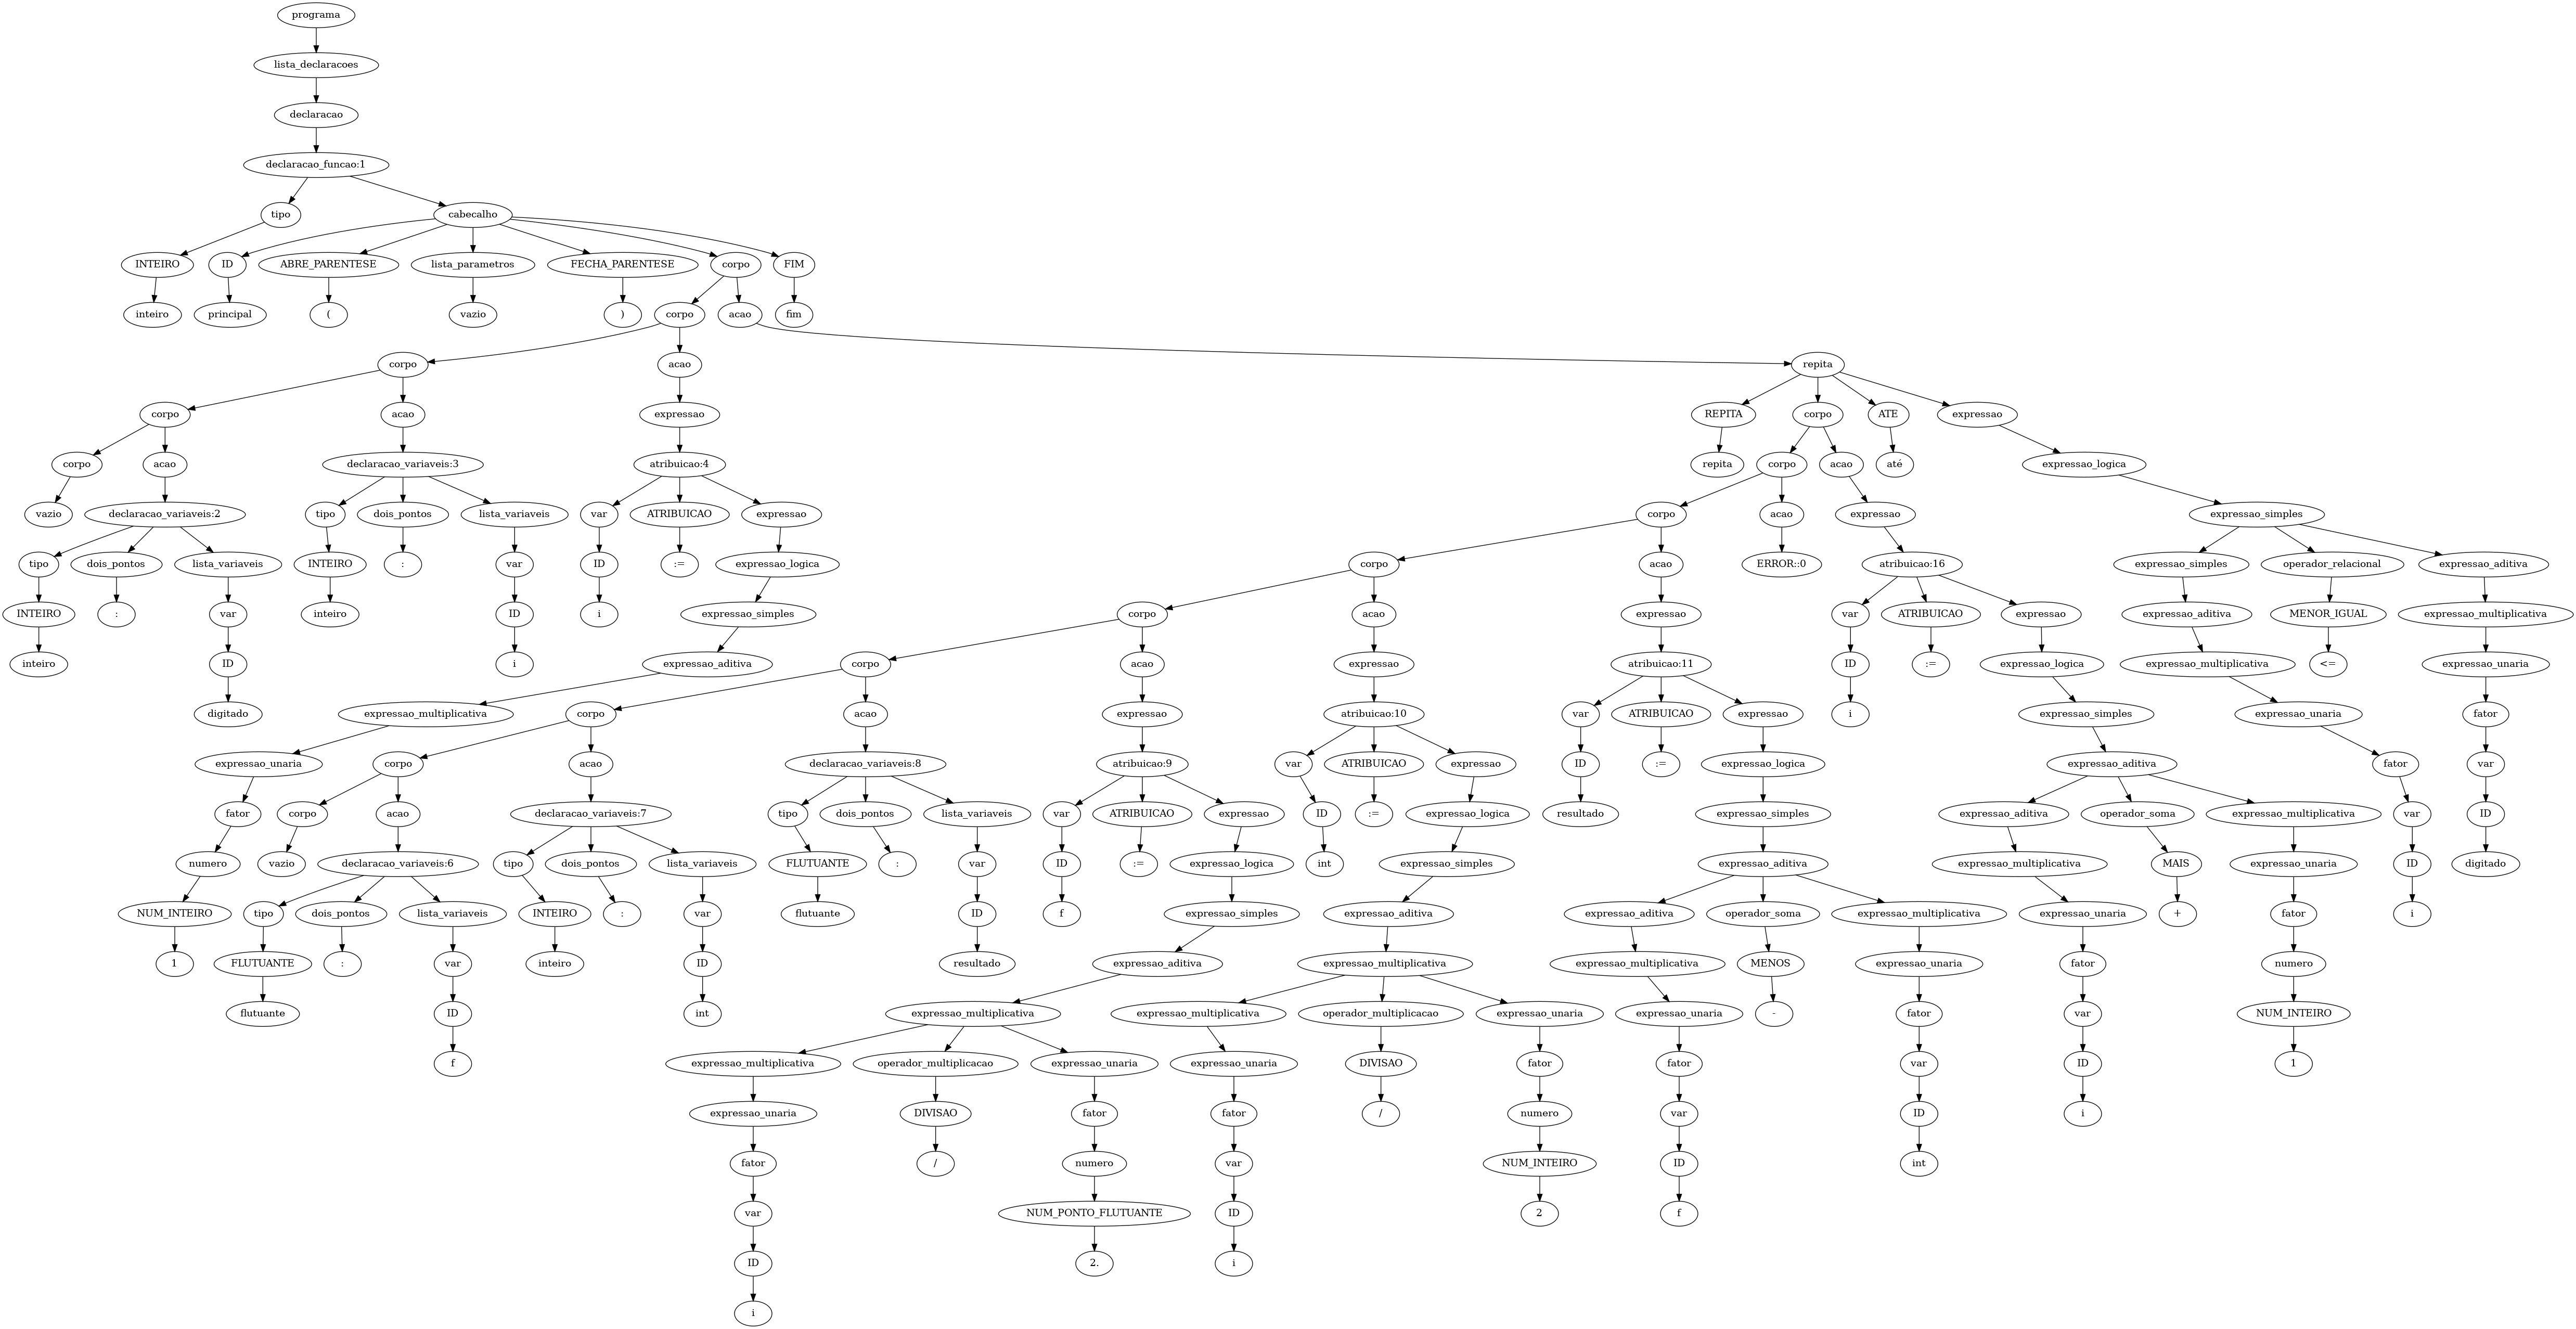 programa
lista_declaracoes
declaracao
declaracao_funcao:1
tipo cabecalho
INTEIRO ID ABRE_PARENTESE lista_parametros FECHA_PARENTESE corpo FIM
inteiro principal ( vazio ) corpo acao fim
corpo acao repita
corpo acao expressao REPITA corpo ATE expressao
corpo acao declaracao_variaveis:3 atribuicao:4 repita corpo acao até expressao_logica
vazio declaracao_variaveis:2 tipo dois_pontos lista_variaveis var ATRIBUICAO expressao corpo acao expressao expressao_simples
tipo dois_pontos lista_variaveis INTEIRO : var ID := expressao_logica corpo acao ERROR::0 atribuicao:16 expressao_simples operador_relacional expressao_aditiva
INTEIRO : var inteiro ID i expressao_simples corpo acao expressao var ATRIBUICAO expressao expressao_aditiva MENOR_IGUAL expressao_multiplicativa
inteiro ID i expressao_aditiva corpo acao expressao atribuicao:11 ID := expressao_logica expressao_multiplicativa <= expressao_unaria
digitado expressao_multiplicativa corpo acao expressao atribuicao:10 var ATRIBUICAO expressao i expressao_simples expressao_unaria fator
expressao_unaria corpo acao declaracao_variaveis:8 atribuicao:9 var ATRIBUICAO expressao ID := expressao_logica expressao_aditiva fator var
fator corpo acao declaracao_variaveis:7 tipo dois_pontos lista_variaveis var ATRIBUICAO expressao ID := expressao_logica resultado expressao_simples expressao_aditiva operador_soma expressao_multiplicativa var ID
numero vazio declaracao_variaveis:6 tipo dois_pontos lista_variaveis FLUTUANTE : var ID := expressao_logica int expressao_simples expressao_aditiva expressao_multiplicativa MAIS expressao_unaria ID digitado
NUM_INTEIRO tipo dois_pontos lista_variaveis INTEIRO : var flutuante ID f expressao_simples expressao_aditiva expressao_aditiva operador_soma expressao_multiplicativa expressao_unaria + fator i
1 FLUTUANTE : var inteiro ID resultado expressao_aditiva expressao_multiplicativa expressao_multiplicativa MENOS expressao_unaria fator numero
flutuante ID int expressao_multiplicativa expressao_multiplicativa operador_multiplicacao expressao_unaria expressao_unaria - fator var NUM_INTEIRO
f expressao_multiplicativa operador_multiplicacao expressao_unaria expressao_unaria DIVISAO fator fator var ID 1
expressao_unaria DIVISAO fator fator / numero var ID i
fator / numero var NUM_INTEIRO ID int
var NUM_PONTO_FLUTUANTE ID 2 f
ID 2. i
i